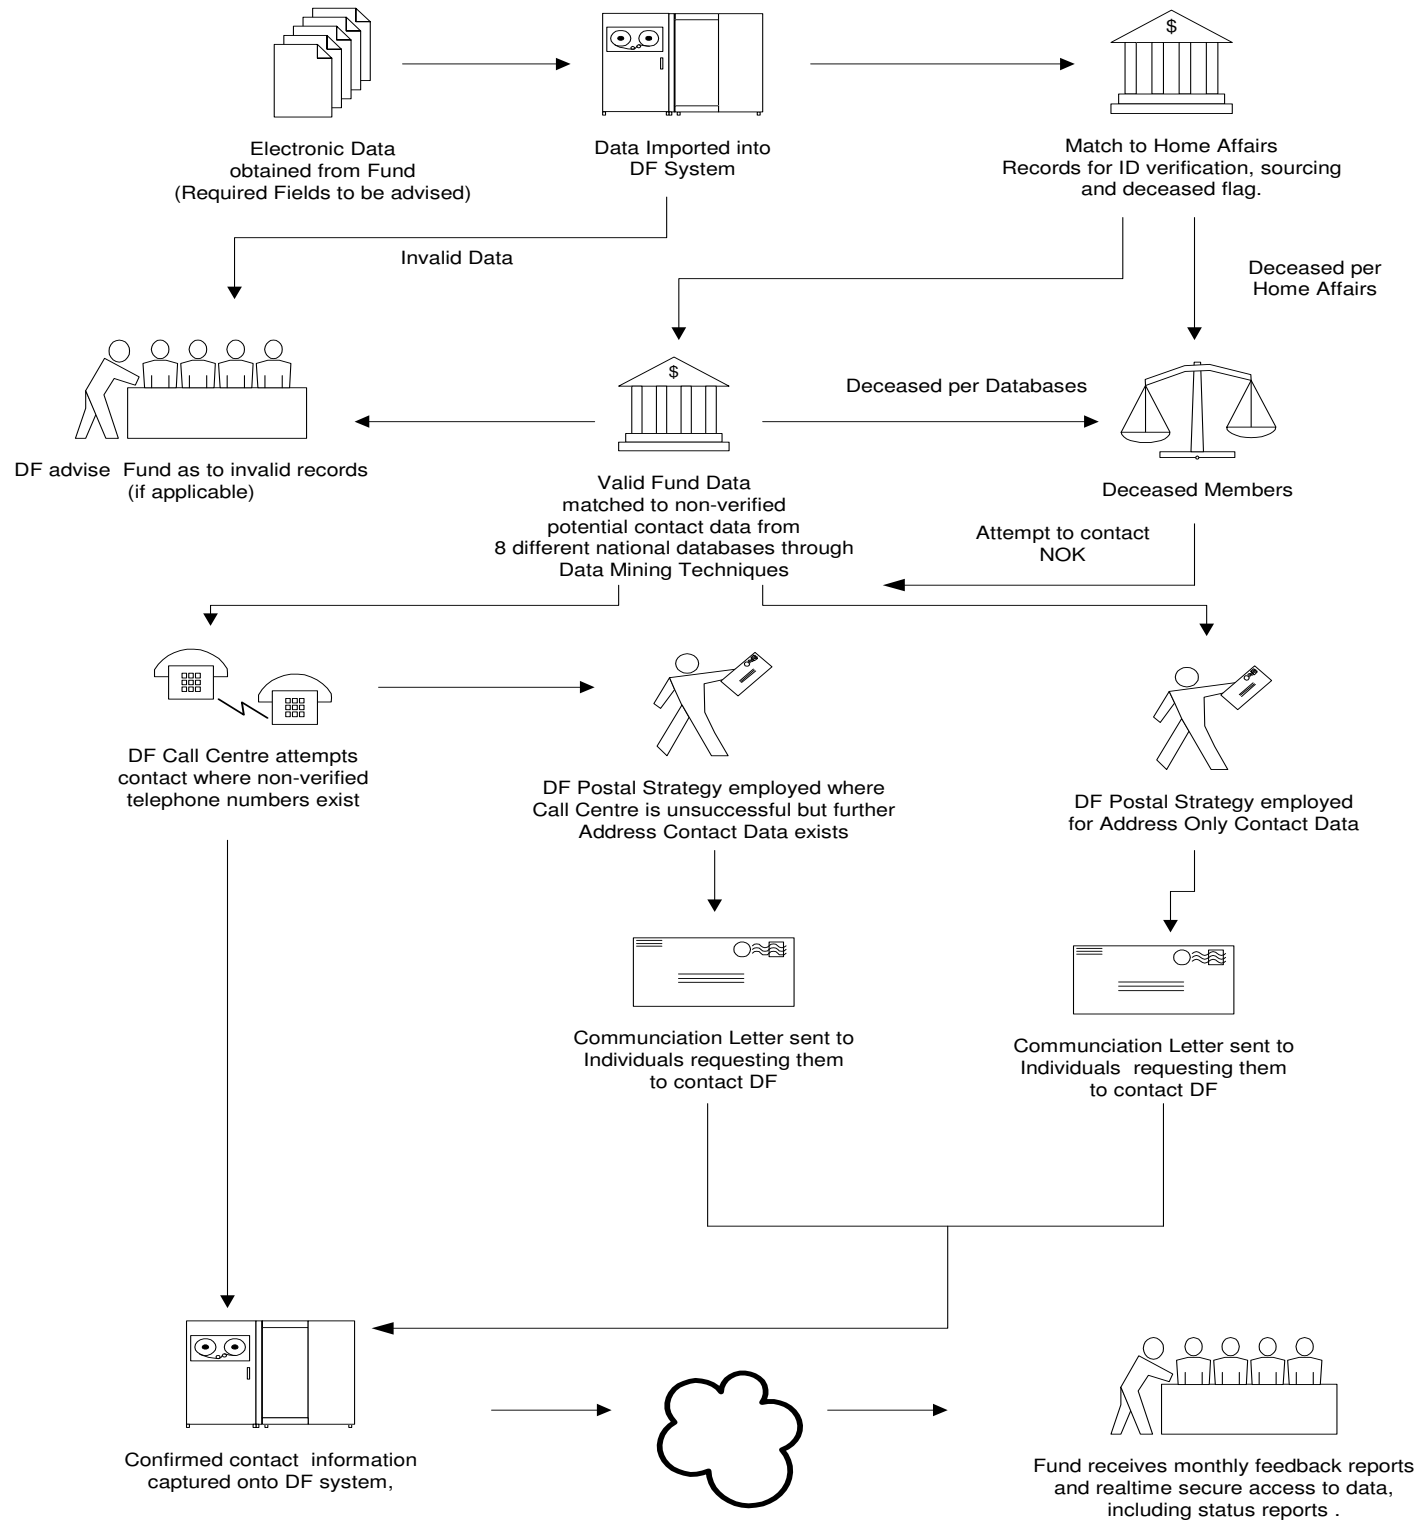 $
Electronic Data
obtained from Fund
(Required Fields to be advised)
Data Imported into
DF System
Match to Home Affairs
Records for ID verification, sourcing
and deceased flag.
Invalid Data
Deceased per
Home Affairs
$
Deceased per Databases
DF advise Fund as to invalid records
(if applicable)
Valid Fund Data
matched to non-verified
potential contact data from
8 different national databases through
Data Mining Techniques
Deceased Members
Attempt to contact
NOK
DF Call Centre attempts
contact where non-verified
telephone numbers exist
DF Postal Strategy employed where
Call Centre is unsuccessful but further
Address Contact Data exists
DF Postal Strategy employed
for Address Only Contact Data
Communciation Letter sent to
Individuals requesting them
to contact DF
Communciation Letter sent to
Individuals requesting them
to contact DF
Confirmed contact information
captured onto DF system,
Fund receives monthly feedback reports
and realtime secure access to data,
including status reports .